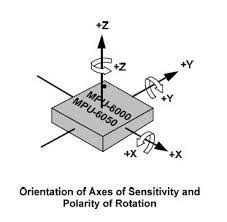 +Z
+Z
+Y
+Y
MPU-6000
MPU-6050
+X
+X
Orientation of Axes of Sensitivity and
Polarity of Rotation